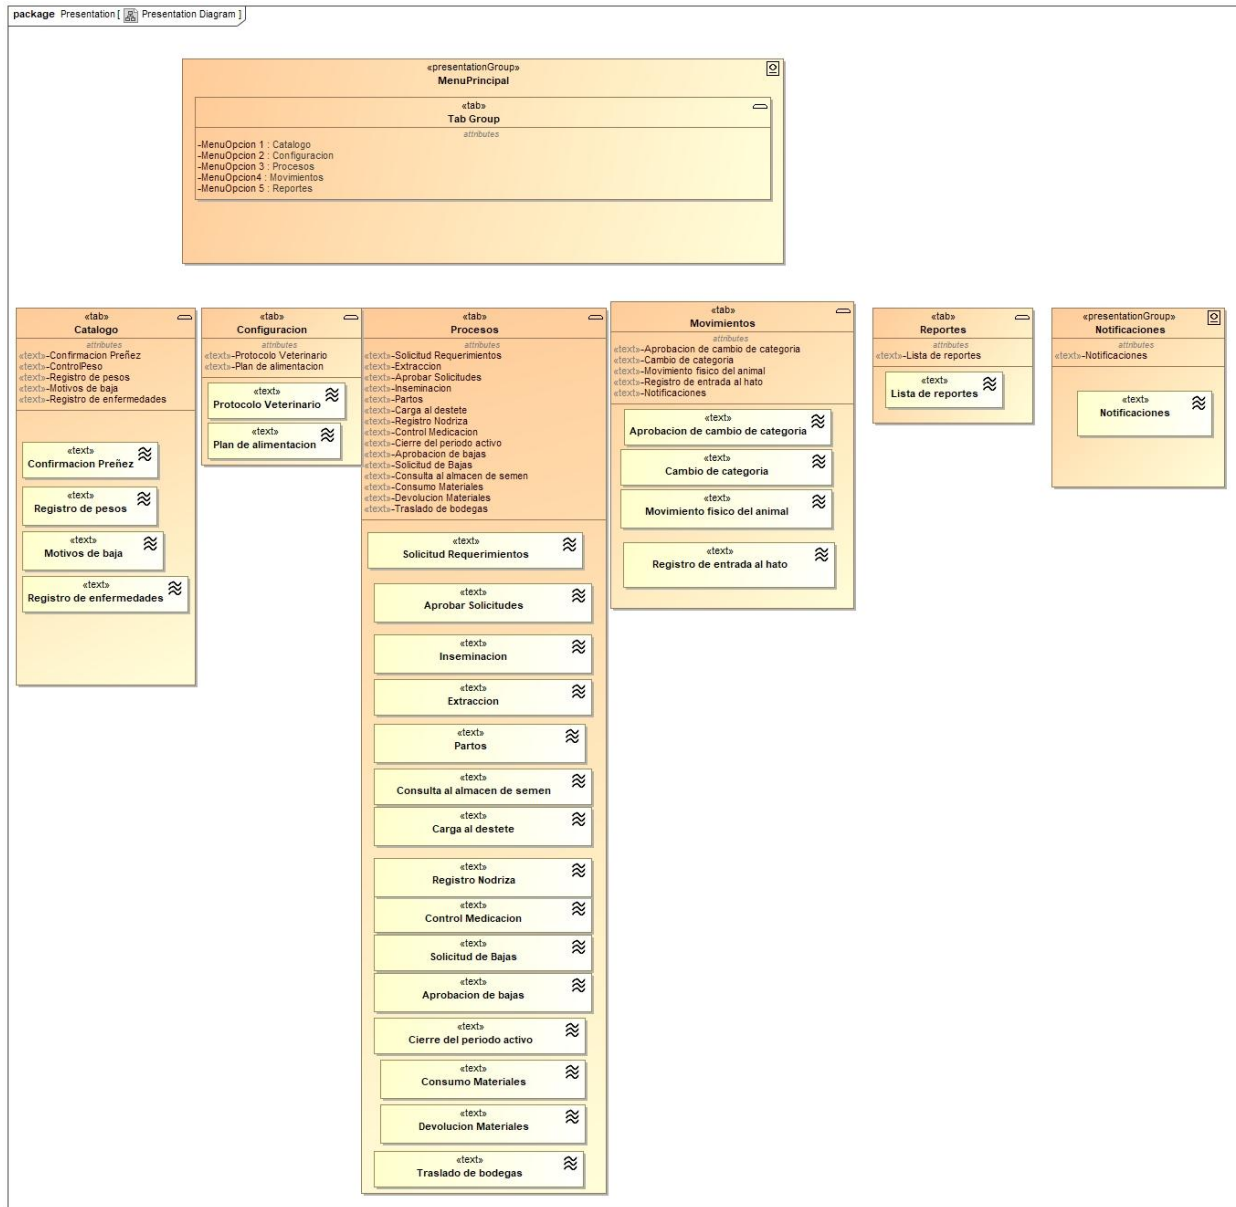 package Presentation [ Presentation Diagram ]
«presentationGroup»
MenuPrincipal
«tab»
Tab Group
attributes
-MenuOpcion 1 : Catalogo
-MenuOpcion 2 : Configuracion
-MenuOpcion 3 : Procesos
-MenuOpcion4 : Movimientos
-MenuOpcion 5 : Reportes
«tab»
Catalogo
attributes
«text»-Confirmacion Preñez
«text»-ControlPeso
«text»-Registro de pesos
«text»-Motivos de baja
«text»-Registro de enfermedades
«text»
Confirmacion Preñez
«text»
Registro de pesos
«text»
Motivos de baja
«text»
Registro de enfermedades
«tab»
Configuracion
attributes
«text»-Protocolo Veterinario
«text»-Plan de alimentacion
«text»
Protocolo Veterinario
«text»
Plan de alimentacion
«tab»
Procesos
attributes
«text»-Solicitud Requerimientos
«text»-Extraccion
«text»-Aprobar Solicitudes
«text»-Inseminacion
«text»-Partos
«text»-Carga al destete
«text»-Registro Nodriza
«text»-Control Medicacion
«text»-Cierre del periodo activo
«text»-Aprobacion de bajas
«text»-Solicitud de Bajas
«text»-Consulta al almacen de semen
«text»-Consumo Materiales
«text»-Devolucion Materiales
«text»-Traslado de bodegas
«text»
Solicitud Requerimientos
«text»
Aprobar Solicitudes
«text»
Inseminacion
«text»
Extraccion
«text»
Partos
«text»
Consulta al almacen de semen
«text»
Carga al destete
«text»
Registro Nodriza
«text»
Control Medicacion
«text»
Solicitud de Bajas
«text»
Aprobacion de bajas
«text»
Cierre del periodo activo
«text»
Consumo Materiales
«text»
Devolucion Materiales
«text»
Traslado de bodegas
«tab»
Movimientos
attributes
«text»-Aprobacion de cambio de categoria
«text»-Cambio de categoria
«text»-Movimiento fisico del animal
«text»-Registro de entrada al hato
«text»-Notificaciones
«text»
Aprobacion de cambio de categoria
«text»
Cambio de categoria
«text»
Movimiento fisico del animal
«text»
Registro de entrada al hato
«tab»
Reportes
attributes
«text»-Lista de reportes
«text»
Lista de reportes
«presentationGroup»
Notificaciones
attributes
«text»-Notificaciones
«text»
Notificaciones